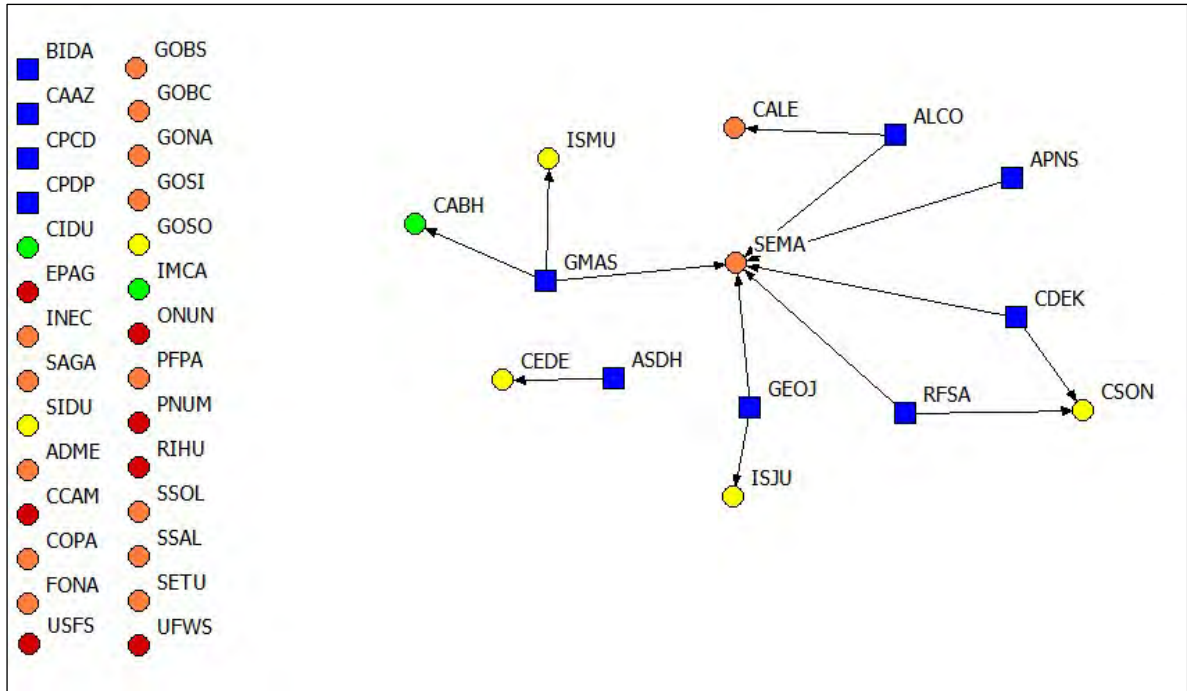 BIDA
CAAZ
CPCD
CPDP
CIDU
EPAG
INEC
SAGA
SIDU
ADME
CCAM
COPA
FONA
USFS
GOBS
GOBC
GONA
GOSI
GOSO
IMCA
ONUN
PFPA
PNUM
RIHU
SSOL
SSAL
SETU
UFWS
CALE
ALCO
ISMU
APNS
CABH
SEMA
GMAS
CDEK
CEDE
ASDH
GEOJ
RFSA
CSON
ISJU